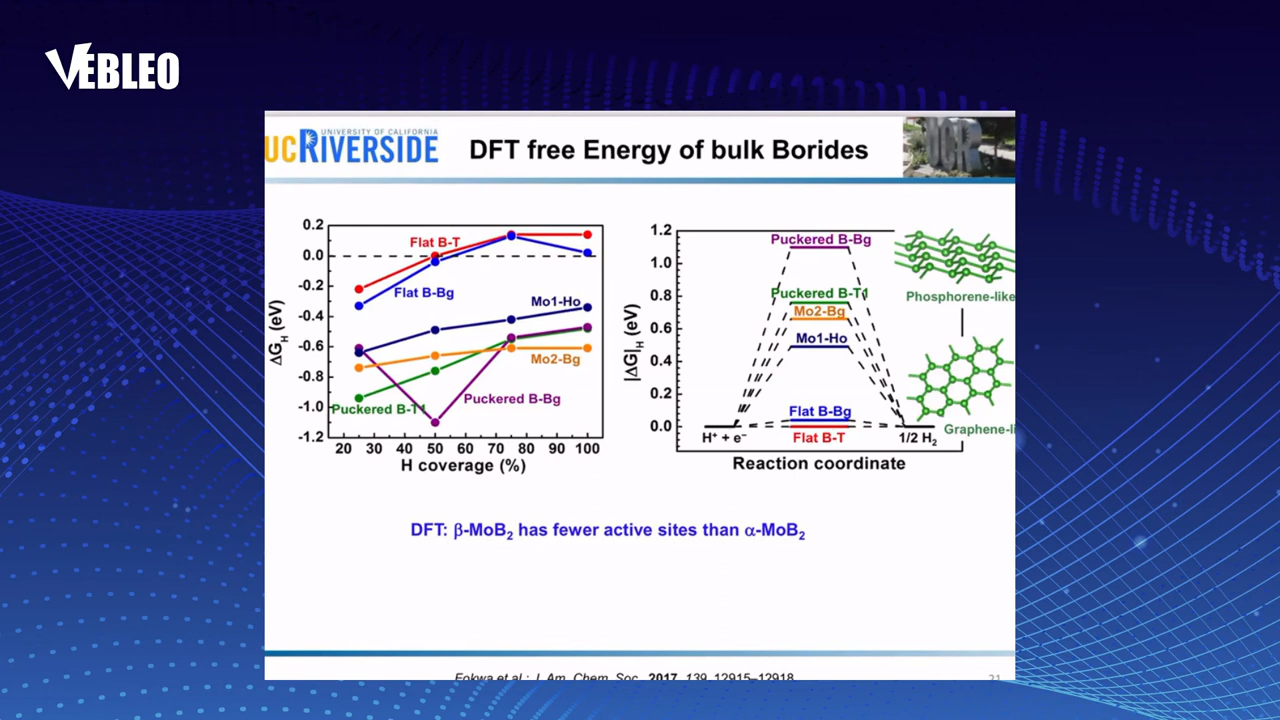 VEBLEO
UNIVERSITY OF CALIFORNIA
UCRIVERSIDE
DFT free Energy of bulk Borides
UCR
ΔG_H (eV)
0.2
0.0
-0.2
-0.4
-0.6
-0.8
-1.0
-1.2
Flat B-T
Flat B-Bg
Mo1-Ho
Mo2-Bg
Puckered B-Bg
Puckered B-T1
20 30 40 50 60 70 80 90 100
H coverage (%)
|ΔG|_H (eV)
1.2
1.0
0.8
0.6
0.4
0.2
0.0
Puckered B-Bg
Puckered B-T1
Mo2-Bg
Mo1-Ho
Flat B-Bg
Flat B-T
H⁺ + e⁻
1/2 H₂
Reaction coordinate
Phosphorene-like
Graphene-li
DFT: β-MoB₂ has fewer active sites than α-MoB₂
Fokwa et al.; J. Am. Chem. Soc. 2017, 139, 12915–12918
21